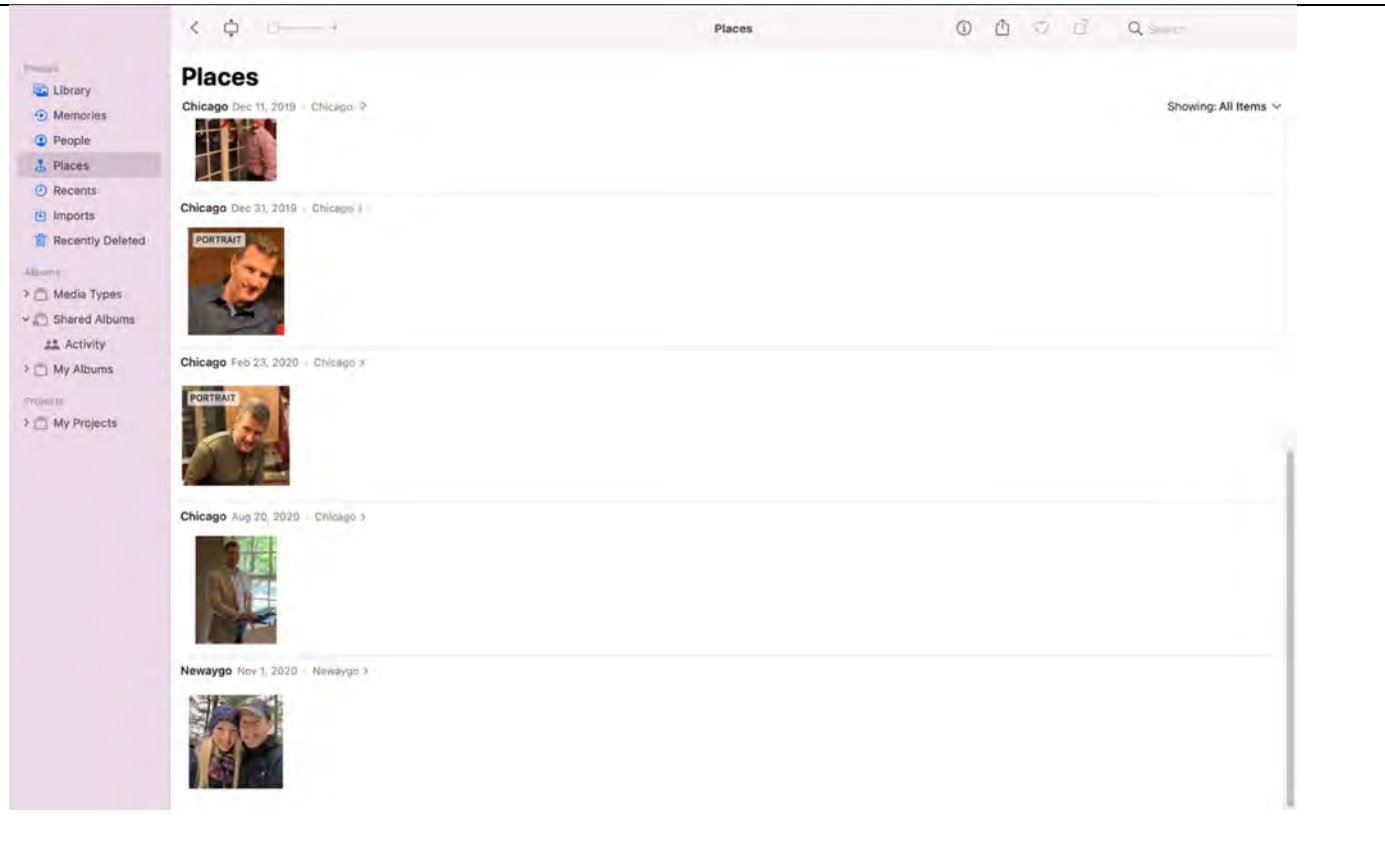 Places
Search
Photos
Library
Memories
People
Places
Recents
Imports
Recently Deleted
Albums
Media Types
Shared Albums
Activity
My Albums
Projects
My Projects
Places
Chicago Dec 11, 2019 · Chicago >
Showing: All Items
Chicago Dec 31, 2019 · Chicago >
PORTRAIT
Chicago Feb 23, 2020 · Chicago >
PORTRAIT
Chicago Aug 20, 2020 · Chicago >
Newaygo Nov 1, 2020 · Newaygo >